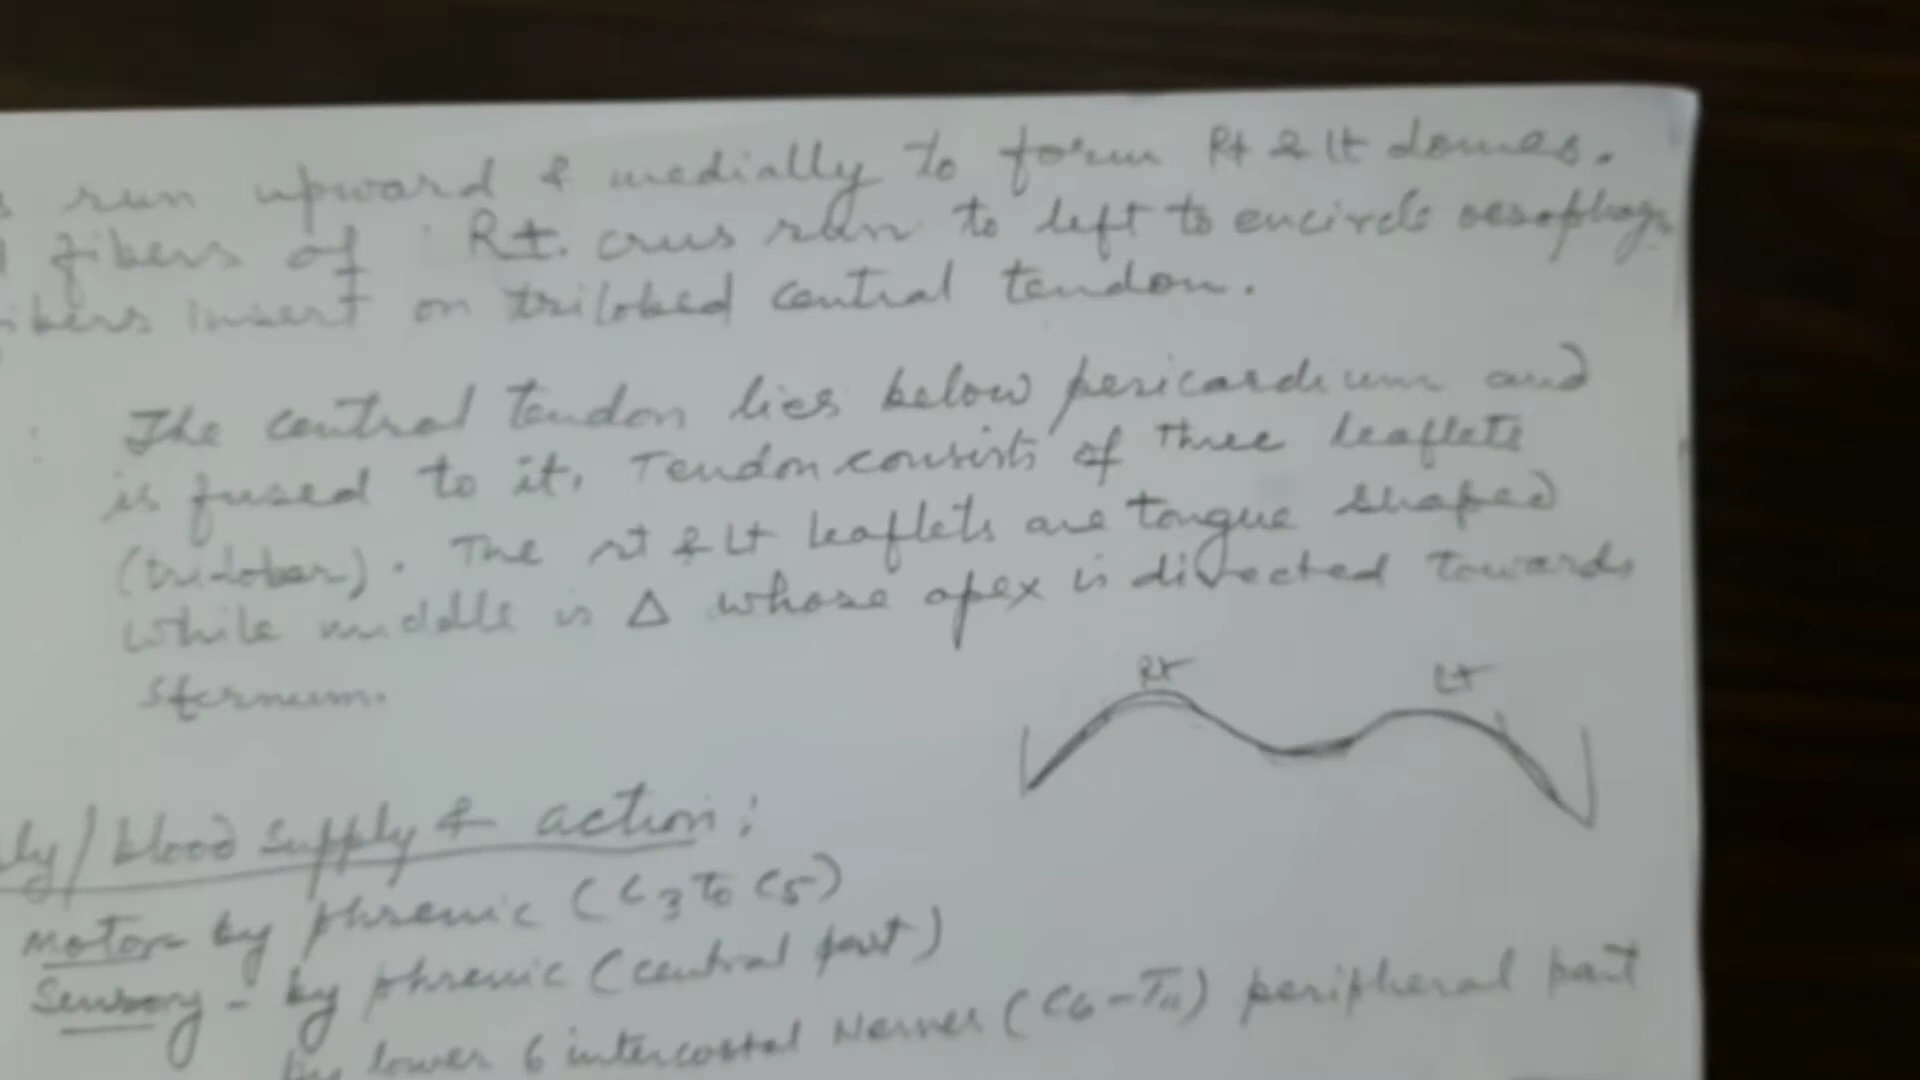 s run upward & medially to form Rt & Lt domes.
fibers of Rt. crus run to left to encircle oesophags
ibers insert on trilobed central tendon.
: The central tendon lies below pericardium and
is fused to it. Tendon consists of three leaflets
(trilobar). The rt & Lt leaflets are tongue shaped
while middle is Δ whose apex is directed towards
sternum.
Rt Lt
ly/blood supply & action:
Motor by phrenic (C3 to C5)
Sensory - by phrenic (central part)
by lower 6 intercostal Nerves (C6-T11) peripheral part